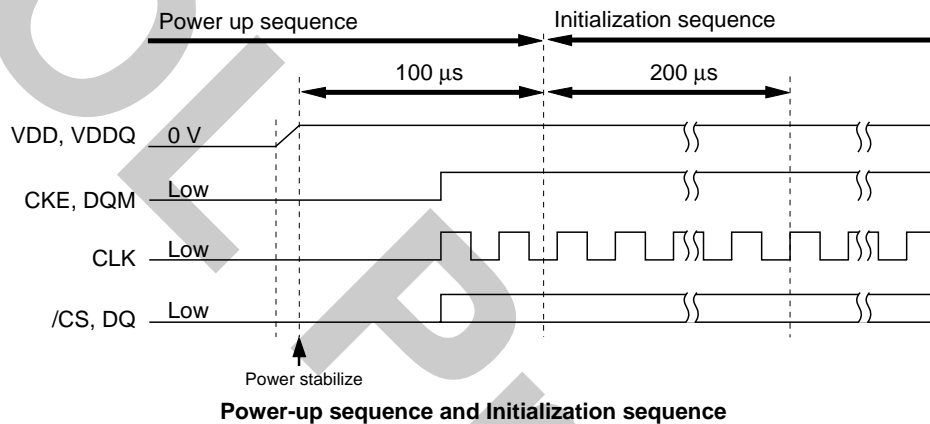 Power up sequence
Initialization sequence
100 μs
200 μs
VDD, VDDQ 0 V
CKE, DQM Low
CLK Low
/CS, DQ Low
Power stabilize
Power-up sequence and Initialization sequence